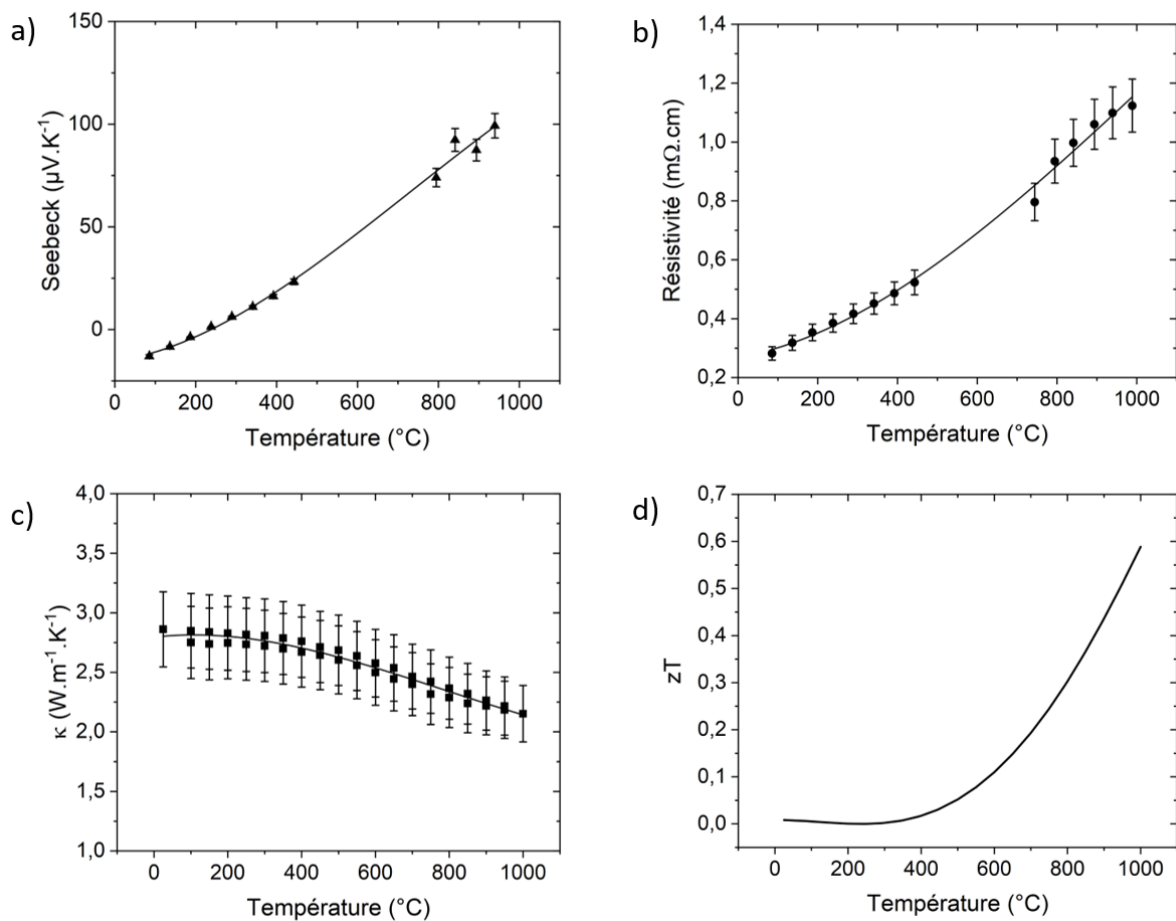 a)
150
100
50
0
Seebeck (µV.K⁻¹)
0 200 400 600 800 1000
Température (°C)
b)
1,4
1,2
1,0
0,8
0,6
0,4
0,2
Résistivité (mΩ.cm)
0 200 400 600 800 1000
Température (°C)
c)
4,0
3,5
3,0
2,5
2,0
1,5
1,0
κ (W.m⁻¹.K⁻¹)
0 200 400 600 800 1000
Température (°C)
d)
0,7
0,6
0,5
0,4
0,3
0,2
0,1
0,0
zT
0 200 400 600 800 1000
Température (°C)